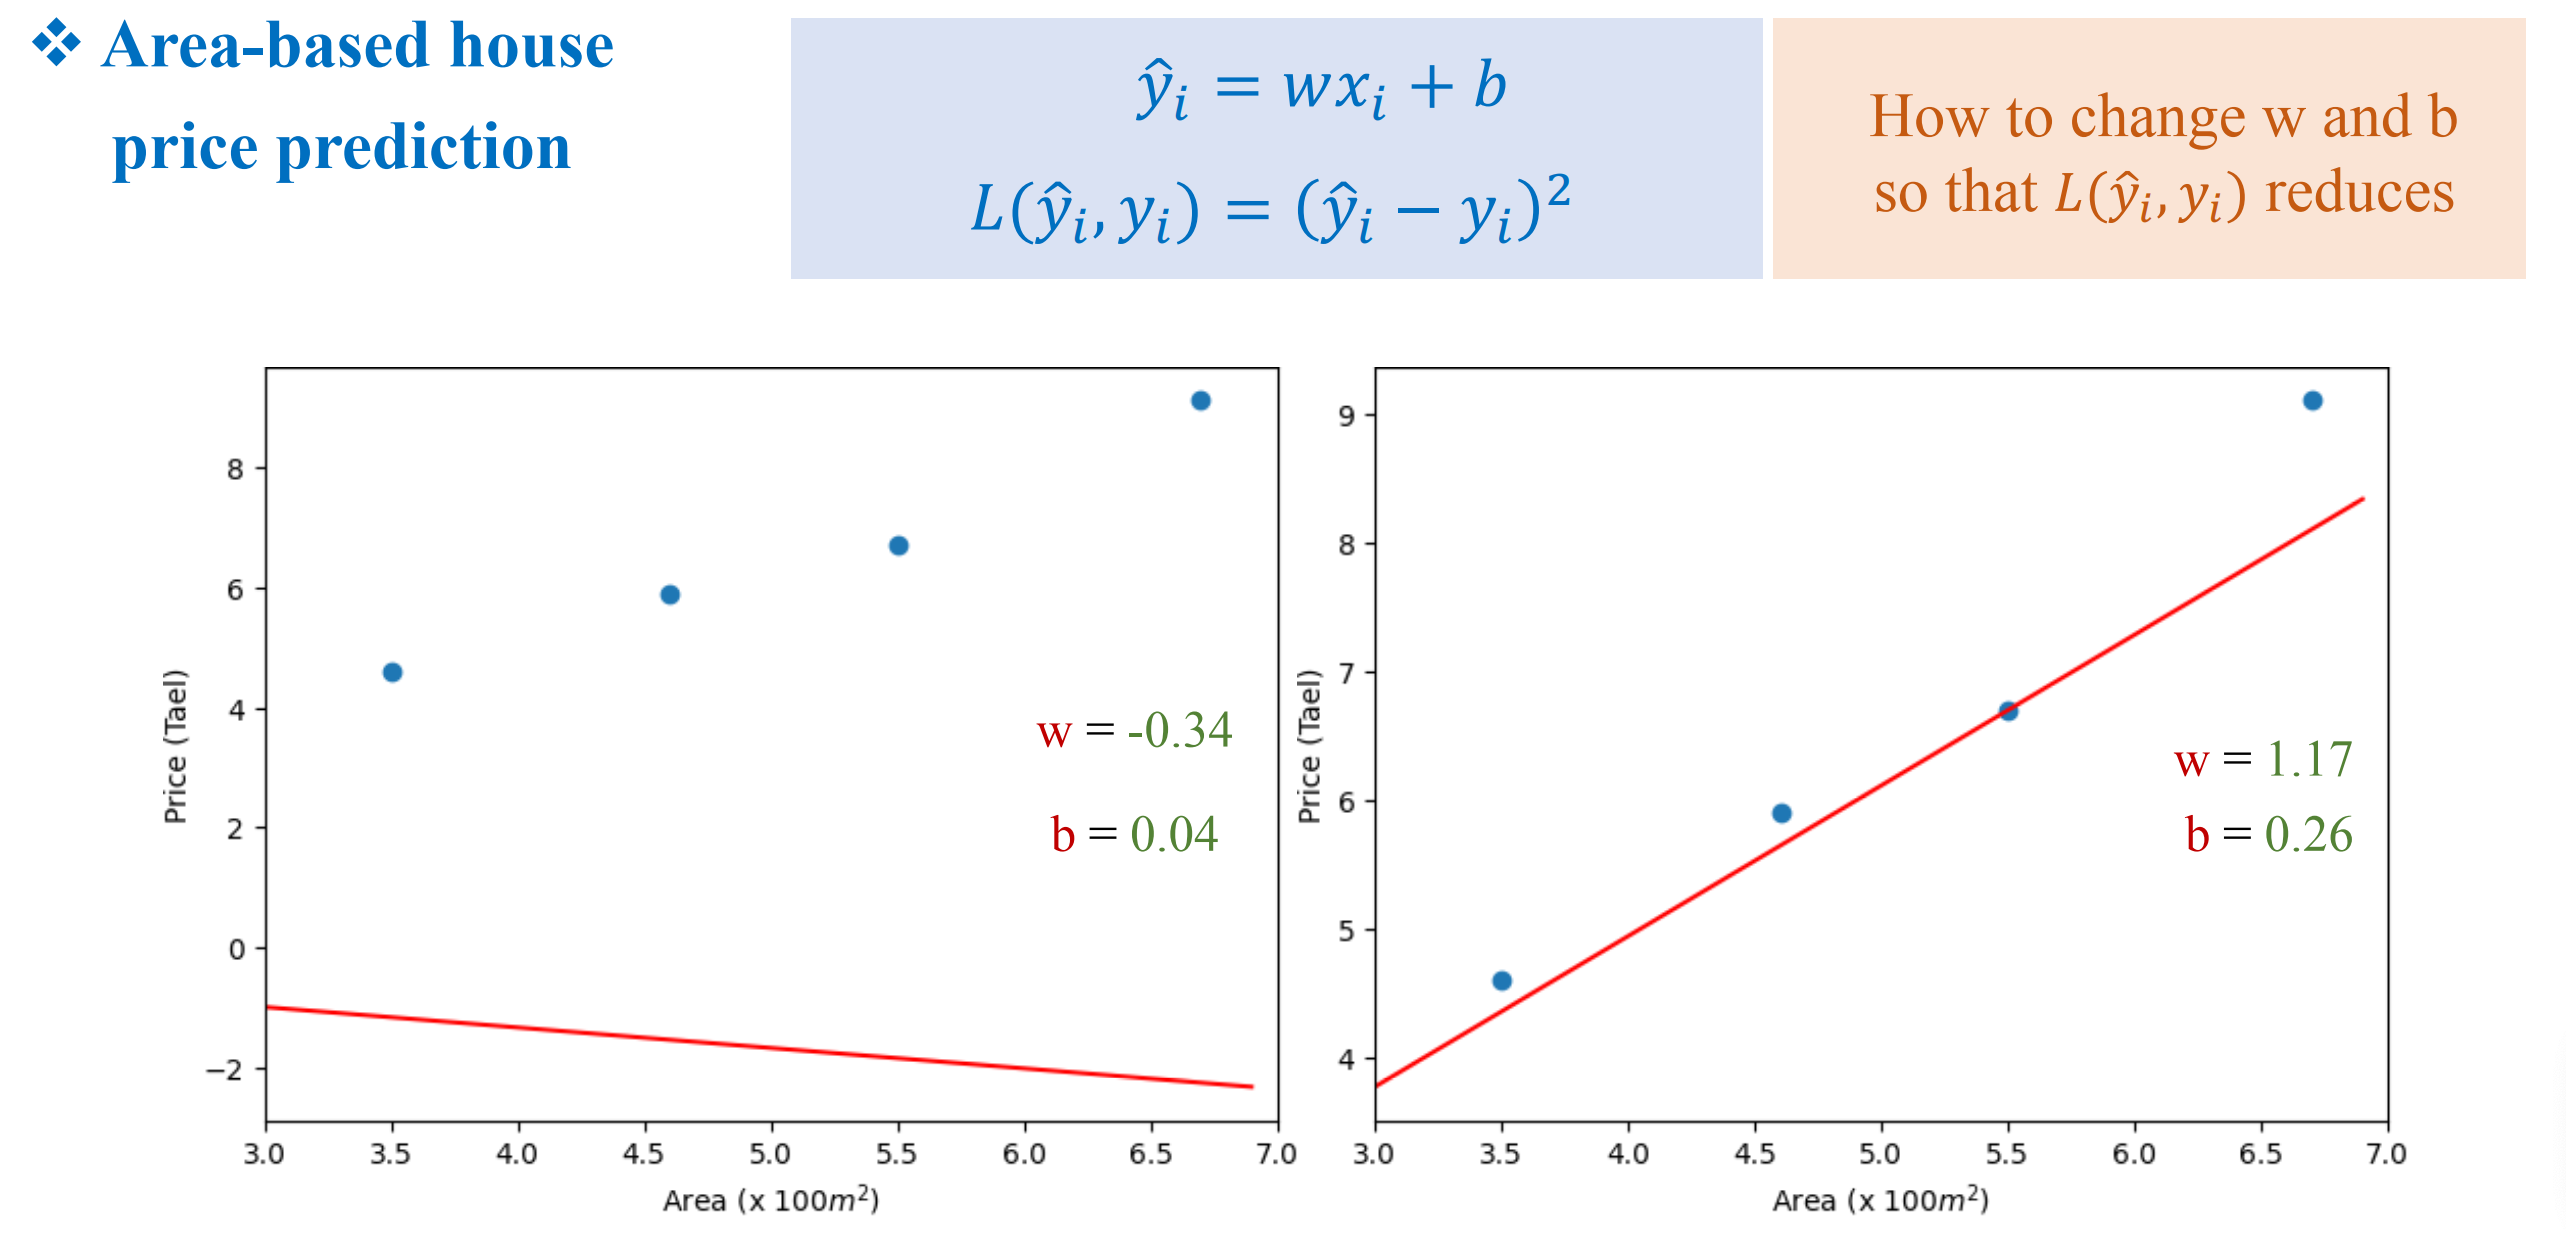 ❖ Area-based house
price prediction
ŷᵢ = wxᵢ + b
L(ŷᵢ, yᵢ) = (ŷᵢ − yᵢ)²
How to change w and b
so that L(ŷᵢ, yᵢ) reduces
8
6
4
2
0
−2
Price (Tael)
w = -0.34
b = 0.04
3.0 3.5 4.0 4.5 5.0 5.5 6.0 6.5 7.0
Area (x 100m²)
9
8
7
6
5
4
Price (Tael)
w = 1.17
b = 0.26
3.0 3.5 4.0 4.5 5.0 5.5 6.0 6.5 7.0
Area (x 100m²)